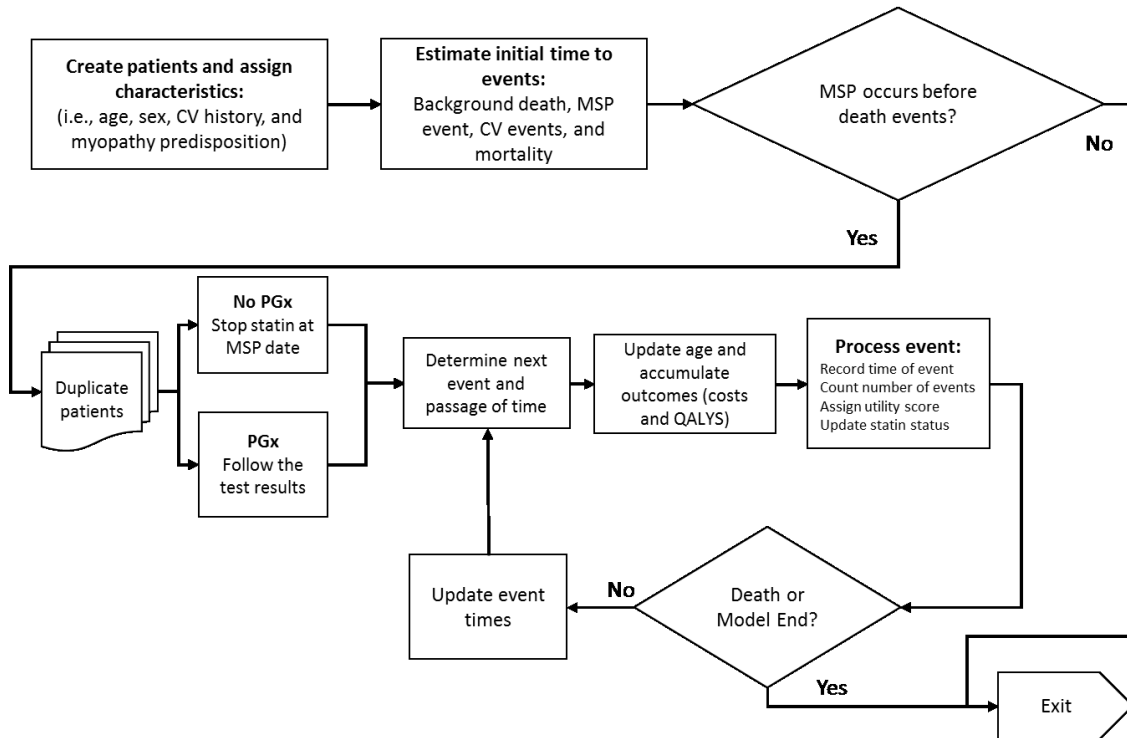 Create patients and assign
characteristics:
(i.e., age, sex, CV history, and
myopathy predisposition)
Estimate initial time to
events:
Background death, MSP
event, CV events, and
mortality
MSP occurs before
death events?
No
Yes
Duplicate
patients
No PGx
Stop statin at
MSP date
PGx
Follow the
test results
Determine next
event and
passage of time
Update age and
accumulate
outcomes (costs
and QALYS)
Process event:
Record time of event
Count number of events
Assign utility score
Update statin status
Death or
Model End?
No
Update event
times
Yes
Exit